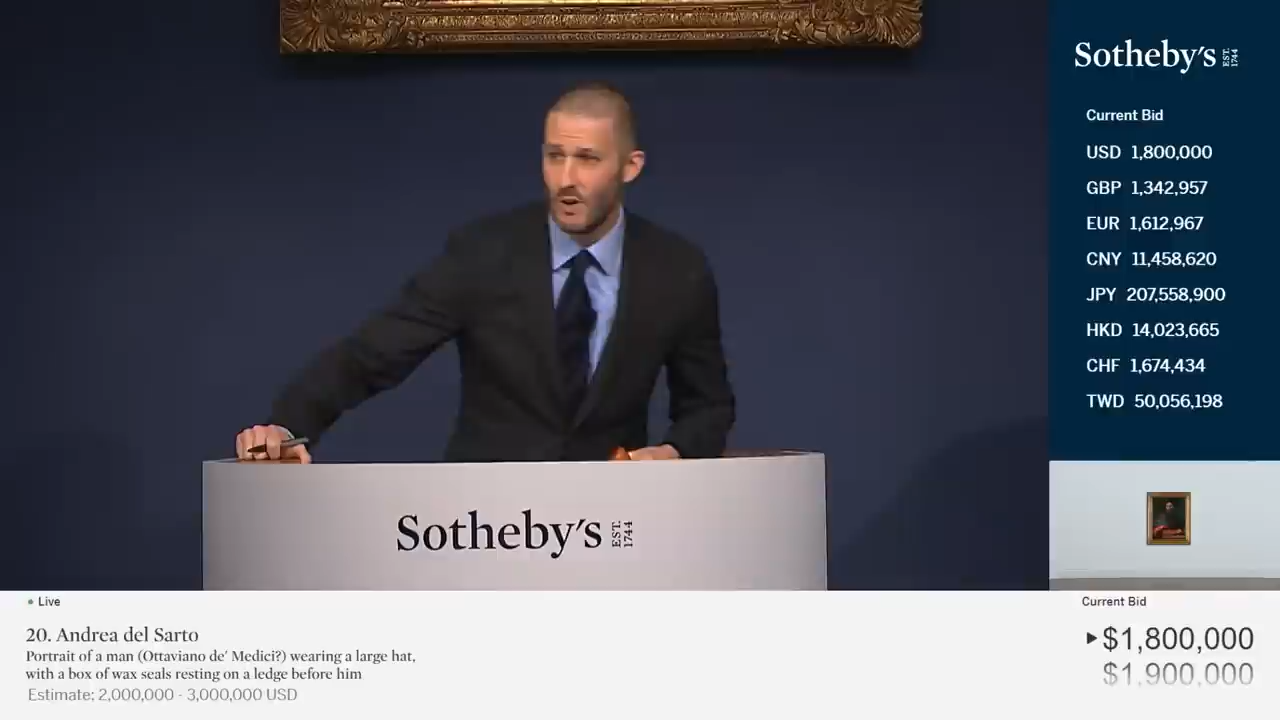 Sotheby's EST. 1744
Current Bid
USD 1,800,000
GBP 1,342,957
EUR 1,612,967
CNY 11,458,620
JPY 207,558,900
HKD 14,023,665
CHF 1,674,434
TWD 50,056,198
Sotheby's EST. 1744
Live
20. Andrea del Sarto
Portrait of a man (Ottaviano de' Medici?) wearing a large hat,
with a box of wax seals resting on a ledge before him
Estimate: 2,000,000 - 3,000,000 USD
Current Bid
$1,800,000
$1,900,000